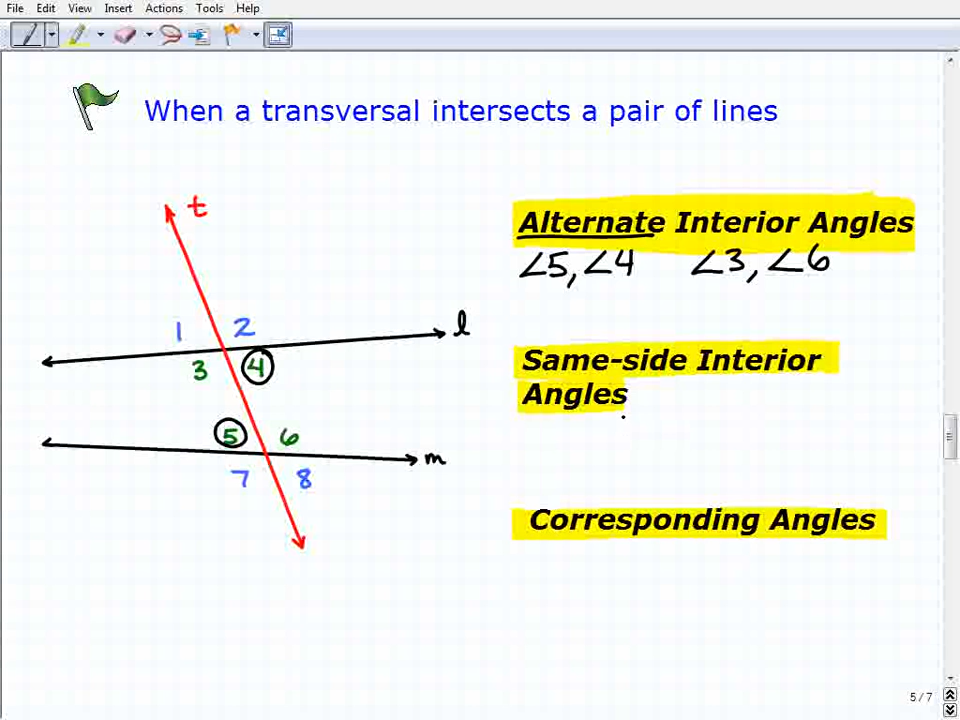 File Edit View Insert Actions Tools Help
When a transversal intersects a pair of lines
t
Alternate Interior Angles
∠5, ∠4 ∠3, ∠6
1 2 l
Same-side Interior
Angles
3 4
5 6
m
7 8
Corresponding Angles
5 / 7